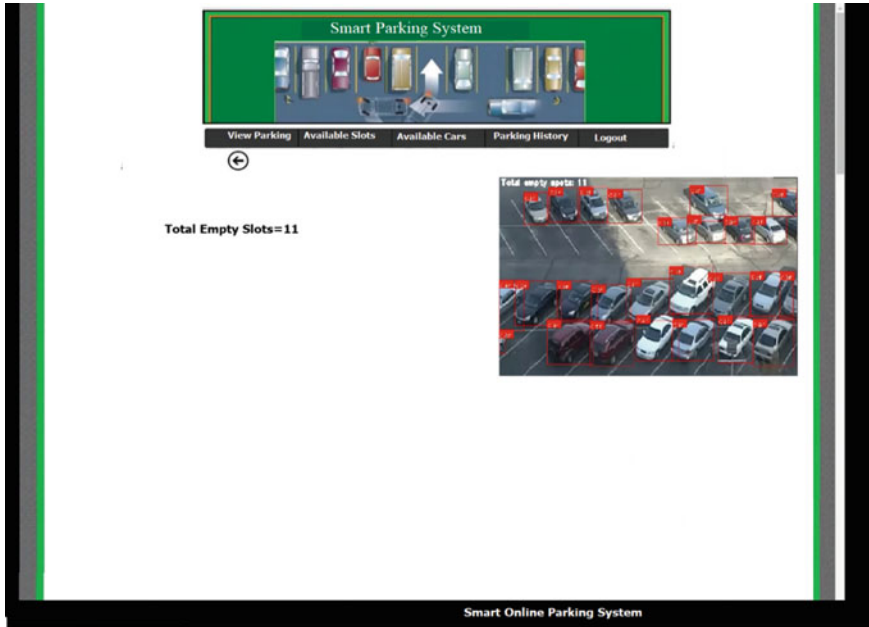 Smart Parking System
View Parking Available Slots Available Cars Parking History Logout
Total empty spots: 11
Total Empty Slots=11
Smart Online Parking System